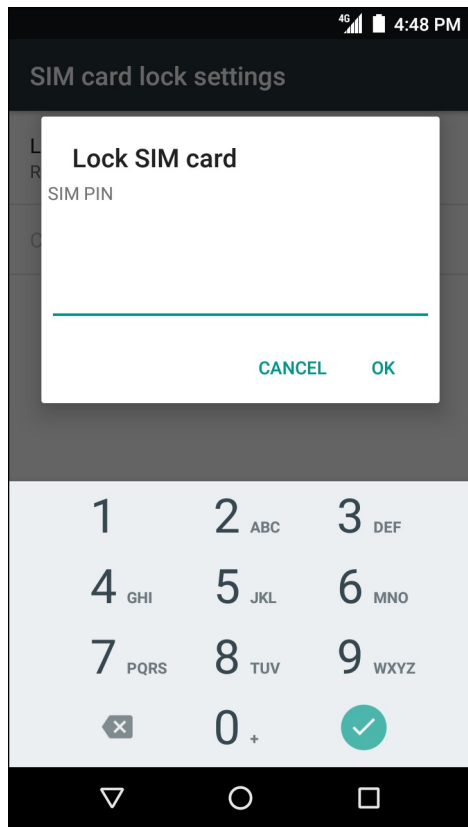 4G 4:48 PM
SIM card lock settings
L
Lock SIM card
R
SIM PIN
C
CANCEL OK
1 2 ABC 3 DEF
4 GHI 5 JKL 6 MNO
7 PQRS 8 TUV 9 WXYZ
0 +